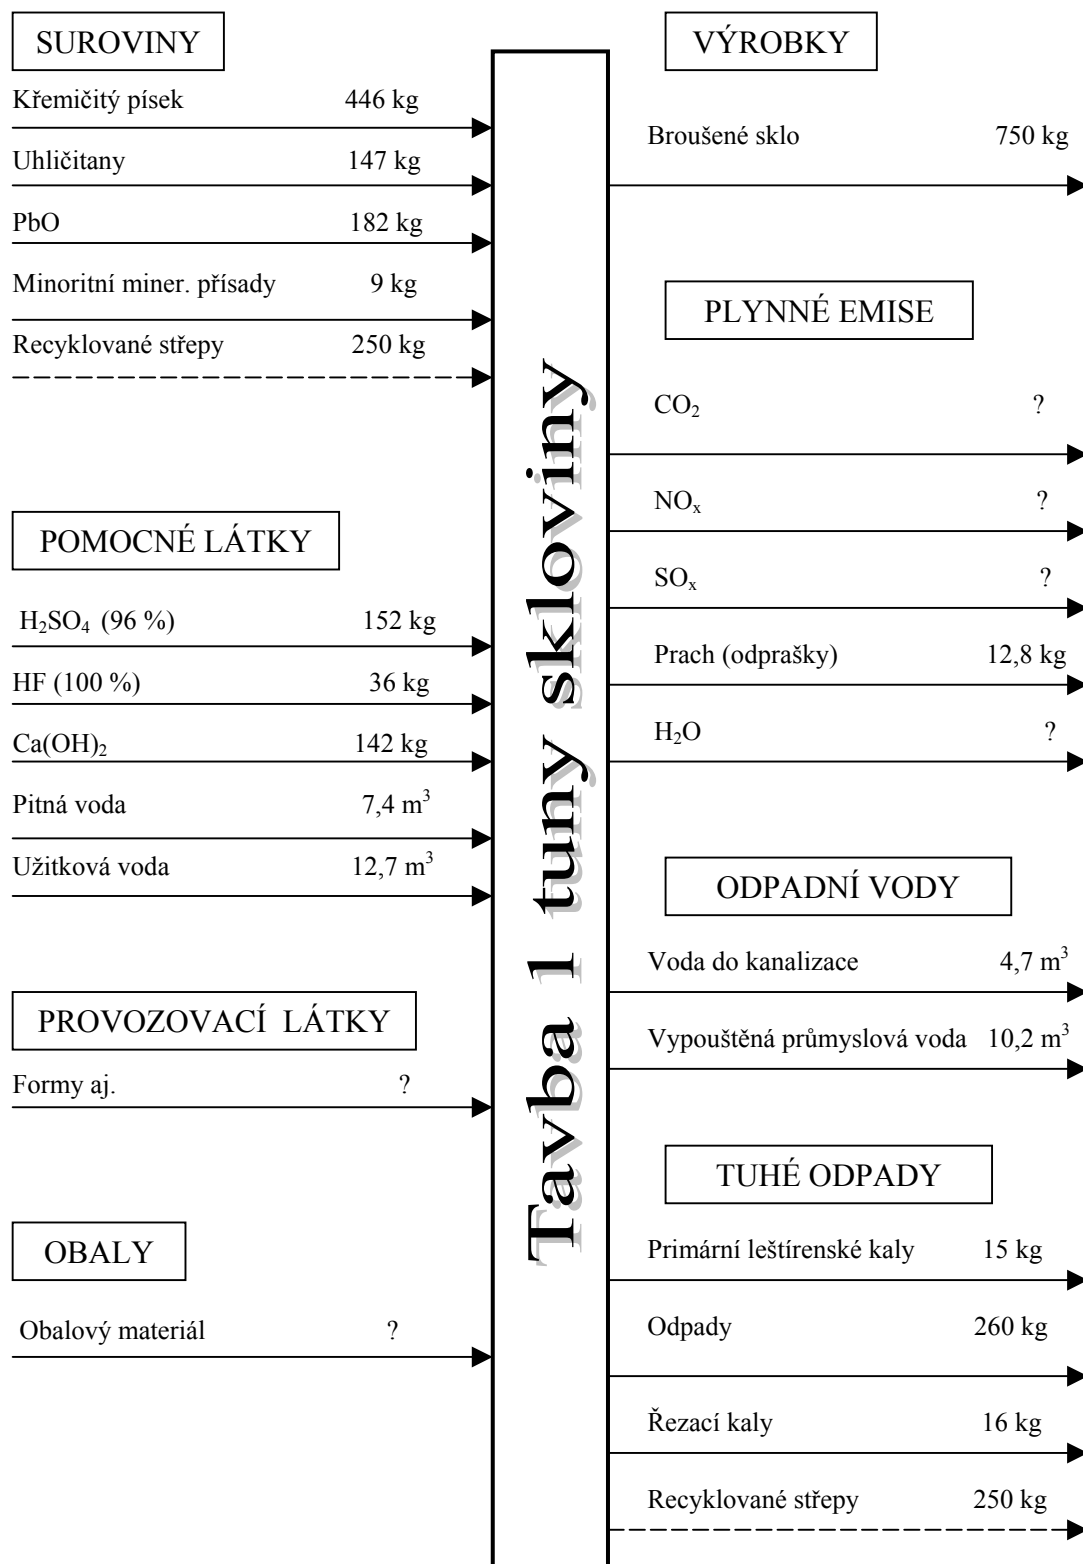 SUROVINY
Křemičitý písek 446 kg
Uhličitany 147 kg
PbO 182 kg
Minoritní miner. přísady 9 kg
Recyklované střepy 250 kg
POMOCNÉ LÁTKY
H₂SO₄ (96 %) 152 kg
HF (100 %) 36 kg
Ca(OH)₂ 142 kg
Pitná voda 7,4 m³
Užitková voda 12,7 m³
PROVOZOVACÍ LÁTKY
Formy aj. ?
OBALY
Obalový materiál ?
Tavba 1 tuny skloviny
VÝROBKY
Broušené sklo 750 kg
PLYNNÉ EMISE
CO₂ ?
NOₓ ?
SOₓ ?
Prach (odprašky) 12,8 kg
H₂O ?
ODPADNÍ VODY
Voda do kanalizace 4,7 m³
Vypouštěná průmyslová voda 10,2 m³
TUHÉ ODPADY
Primární leštírenské kaly 15 kg
Odpady 260 kg
Řezací kaly 16 kg
Recyklované střepy 250 kg